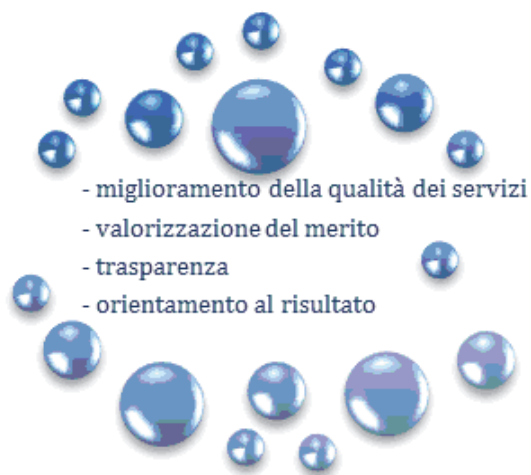 - miglioramento della qualità dei servizi
- valorizzazione del merito
- trasparenza
- orientamento al risultato